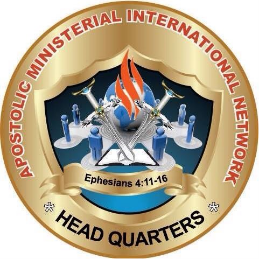 APOSTOLIC MINISTERIAL INTERNATIONAL NETWORK
Ephesians 4:11-16
* HEAD QUARTERS *